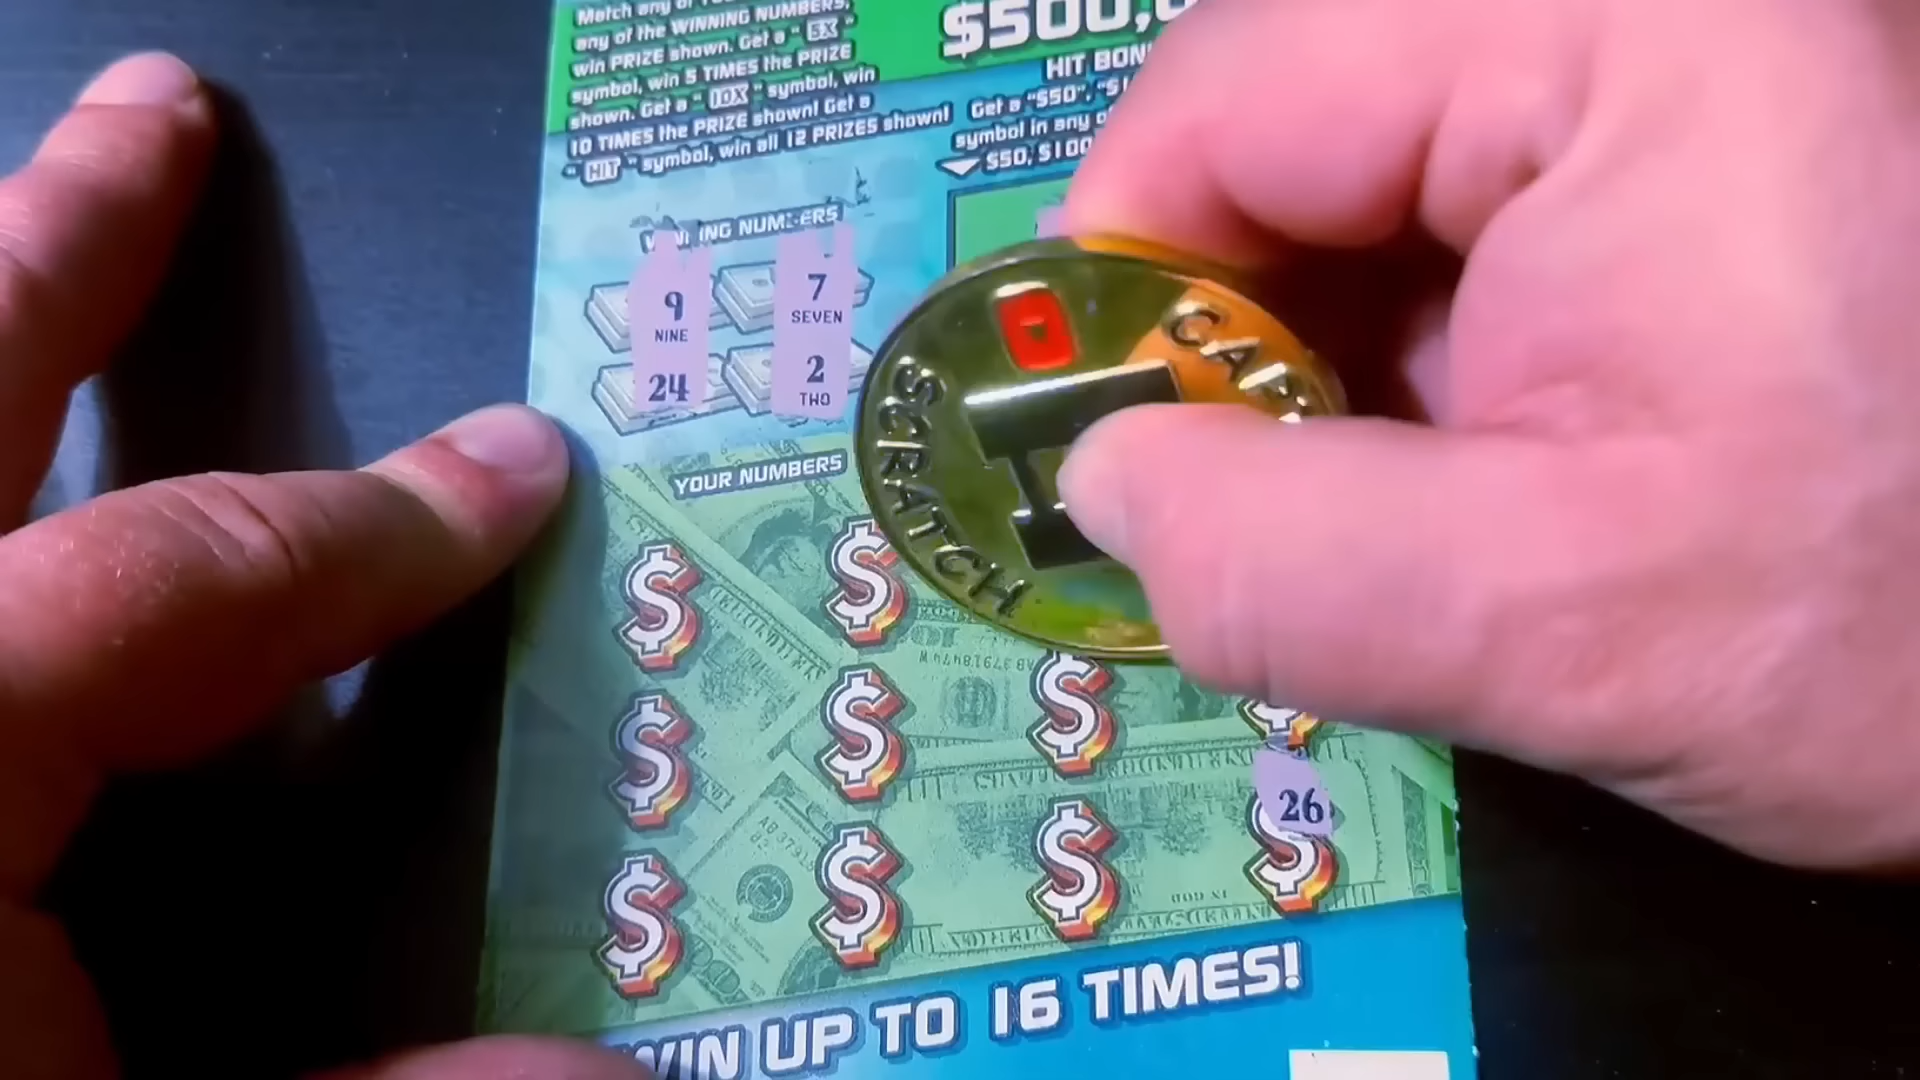 Match any of
any of the WINNING NUMBERS,
win PRIZE shown. Get a "5X"
symbol, win 5 TIMES the PRIZE
shown. Get a "10X" symbol, win
10 TIMES the PRIZE shown! Get a
"HIT" symbol, win all 12 PRIZES shown!
$500,
HIT BON
Get a "$50", "$1
symbol in any o
$50, $100
WINNING NUMBERS
9
NINE
7
SEVEN
24
2
TWO
YOUR NUMBERS
SCRATCH
CAP
26
WIN UP TO 16 TIMES!